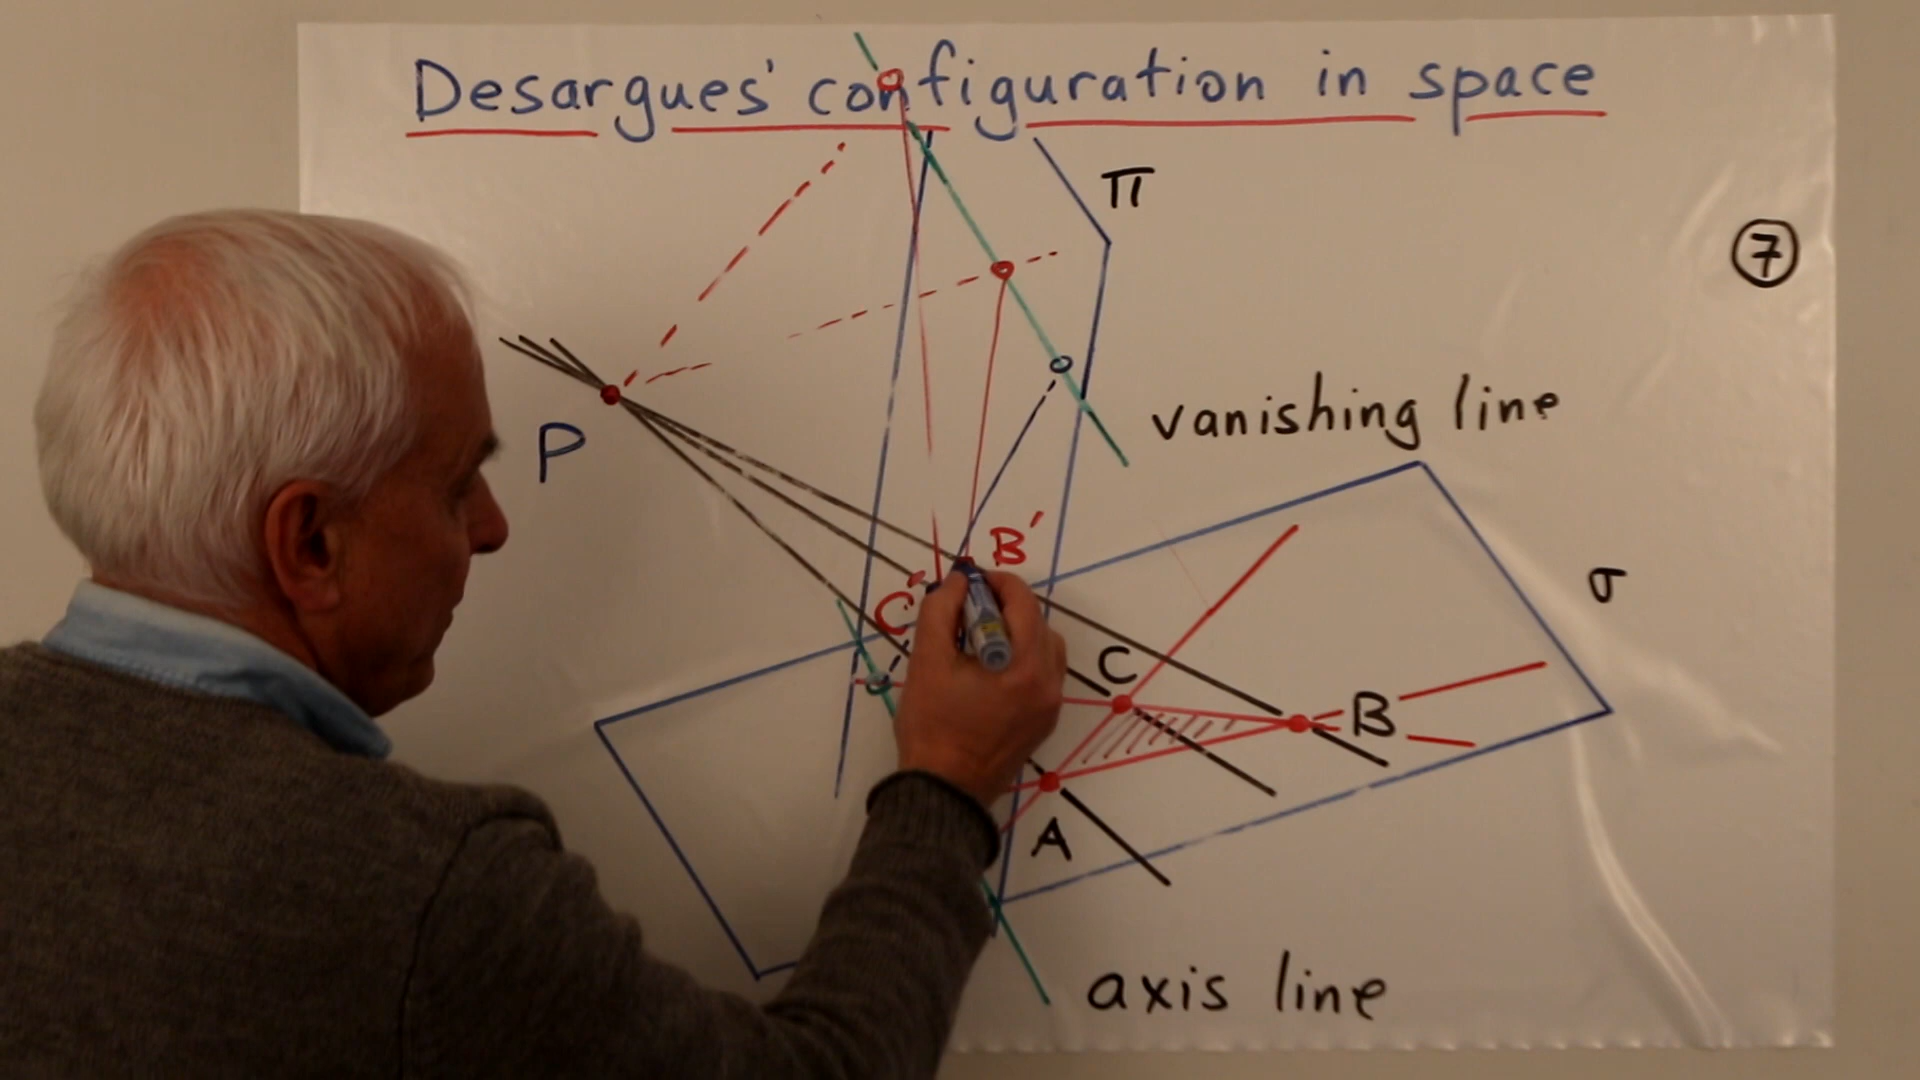 Desargues' configuration in space
π
7
P
vanishing line
B'
σ
C'
C
B
A
axis line